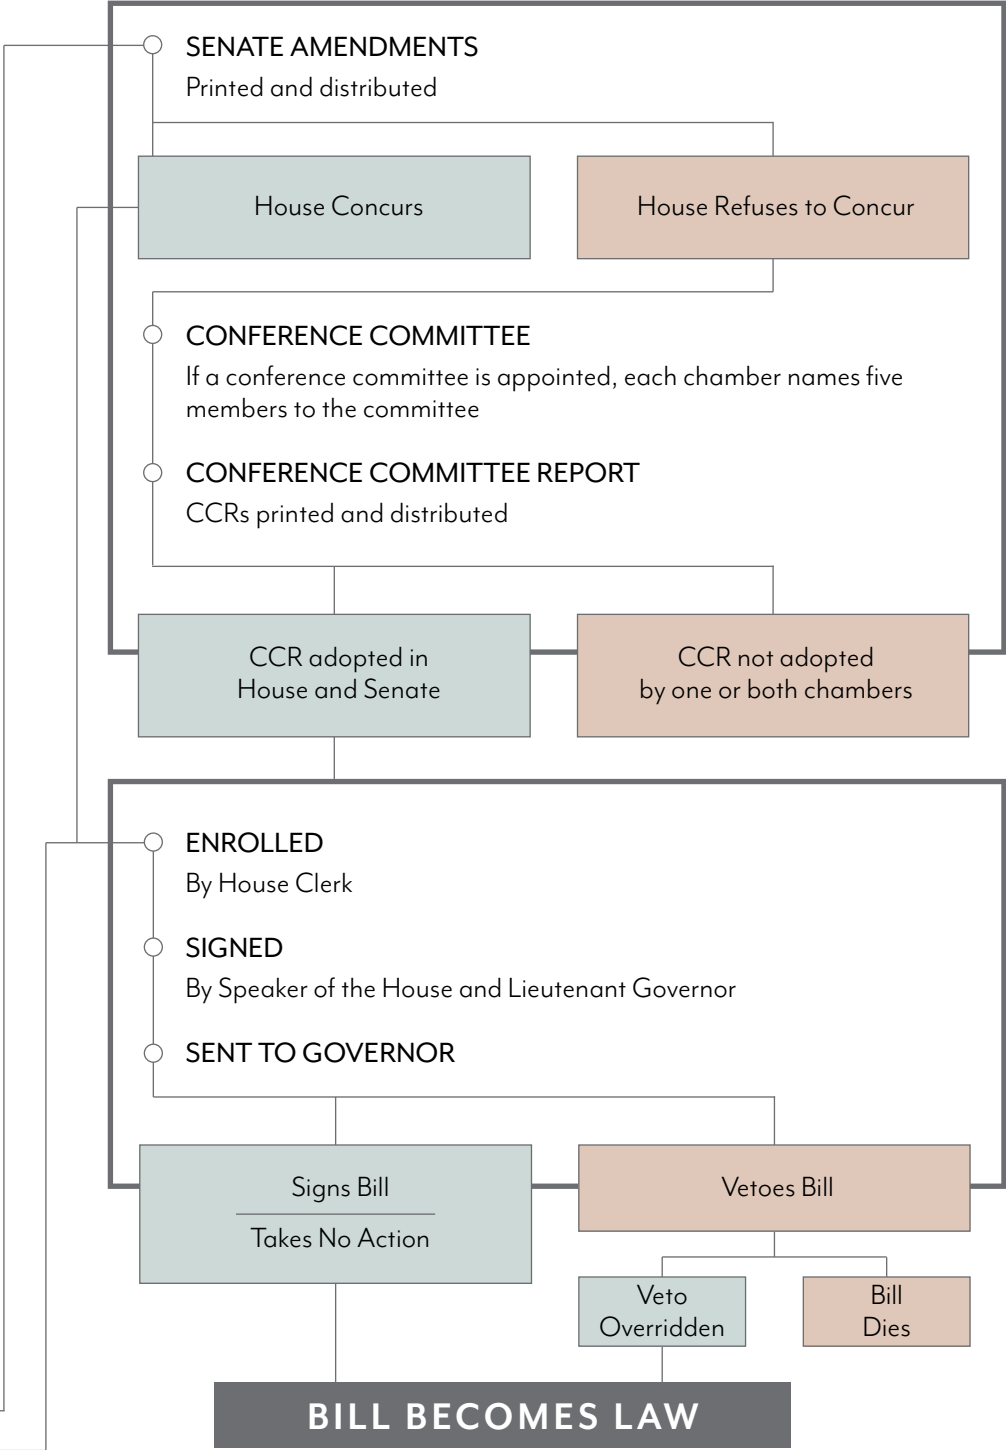 SENATE AMENDMENTS
Printed and distributed
House Concurs
House Refuses to Concur
CONFERENCE COMMITTEE
If a conference committee is appointed, each chamber names five
members to the committee
CONFERENCE COMMITTEE REPORT
CCRs printed and distributed
CCR adopted in
House and Senate
CCR not adopted
by one or both chambers
ENROLLED
By House Clerk
SIGNED
By Speaker of the House and Lieutenant Governor
SENT TO GOVERNOR
Signs Bill
Takes No Action
Vetoes Bill
Veto
Overridden
Bill
Dies
BILL BECOMES LAW